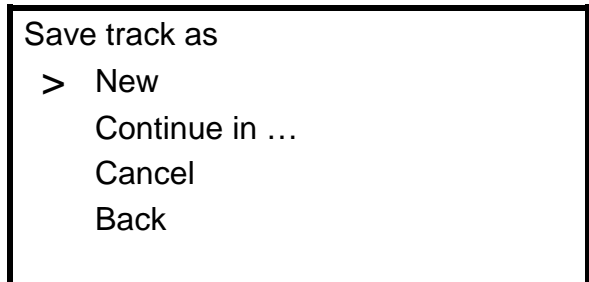 Save track as
> New
Continue in …
Cancel
Back